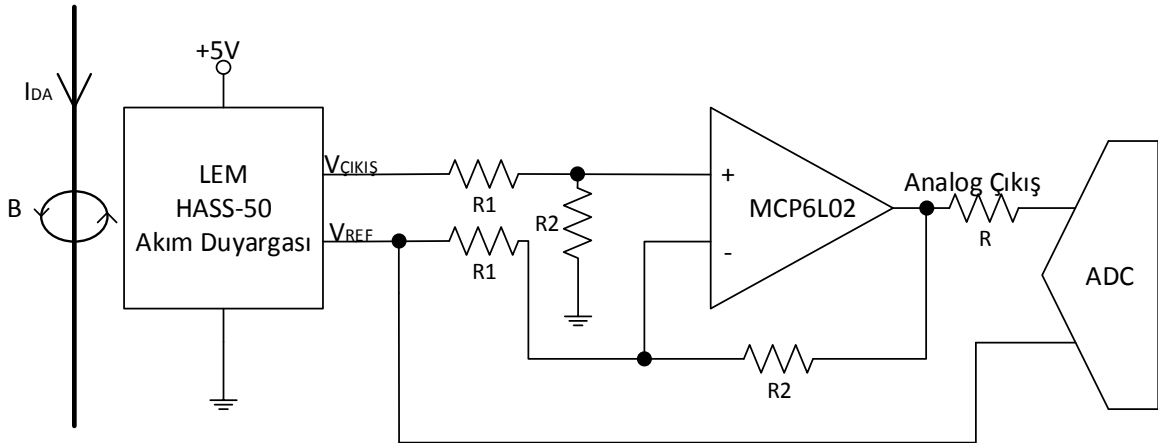 +5V
IDA
LEM
HASS-50
Akım Duyargası
VÇIKIŞ
VREF
B
R1
R2
R1
+
-
MCP6L02
R2
Analog Çıkış
R
ADC